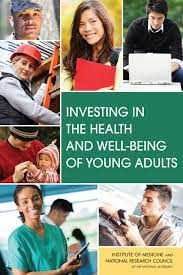 INVESTING IN
THE HEALTH
AND WELL-BEING
OF YOUNG ADULTS
INSTITUTE OF MEDICINE AND
NATIONAL RESEARCH COUNCIL
OF THE NATIONAL ACADEMIES